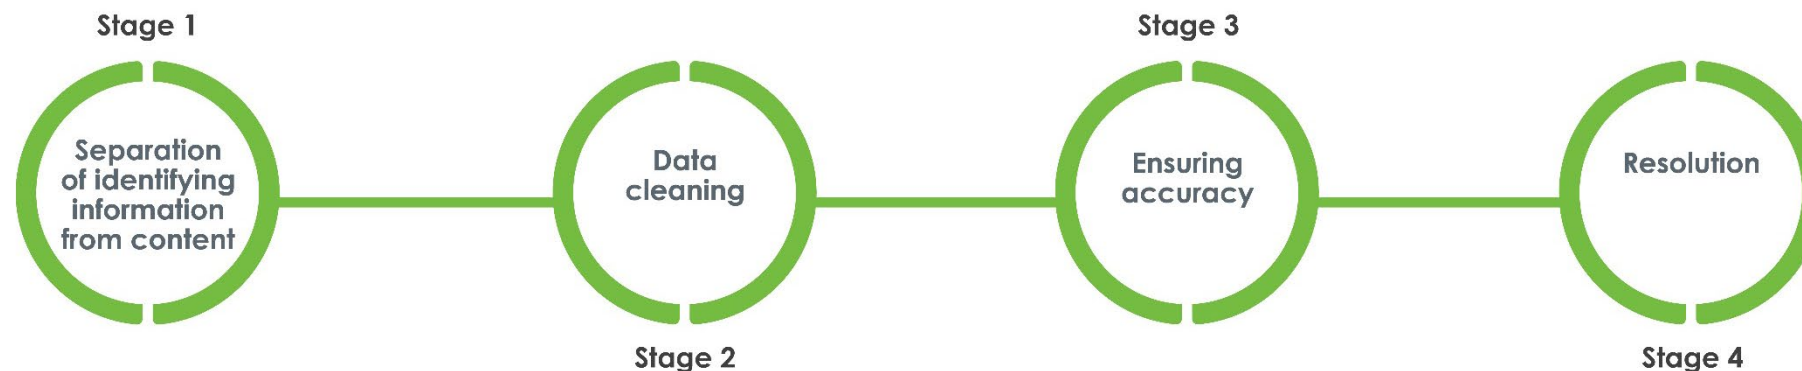 Stage 1
Separation
of identifying
information
from content
Data
cleaning
Stage 2
Stage 3
Ensuring
accuracy
Resolution
Stage 4